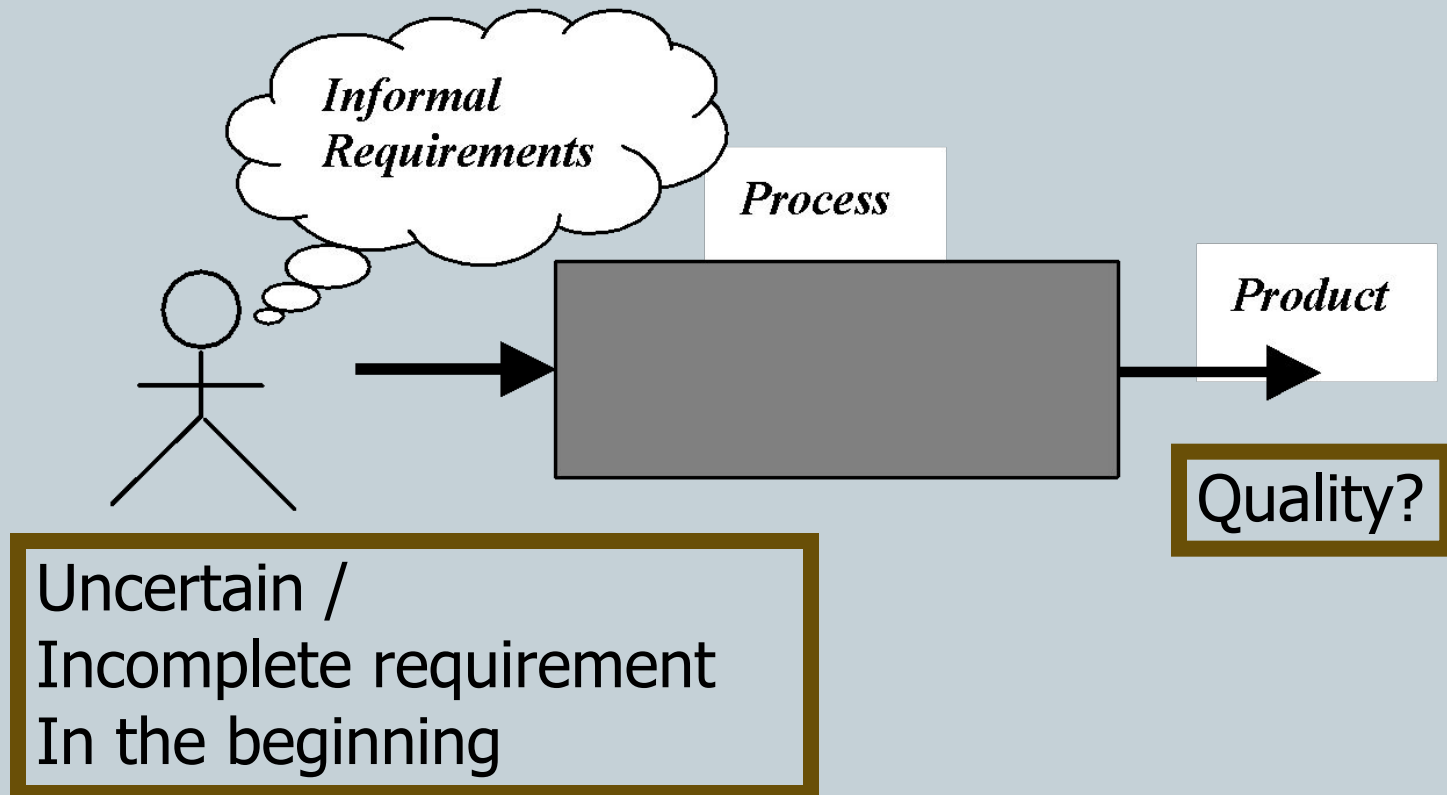 Informal
Requirements
Process
Product
Quality?
Uncertain /
Incomplete requirement
In the beginning